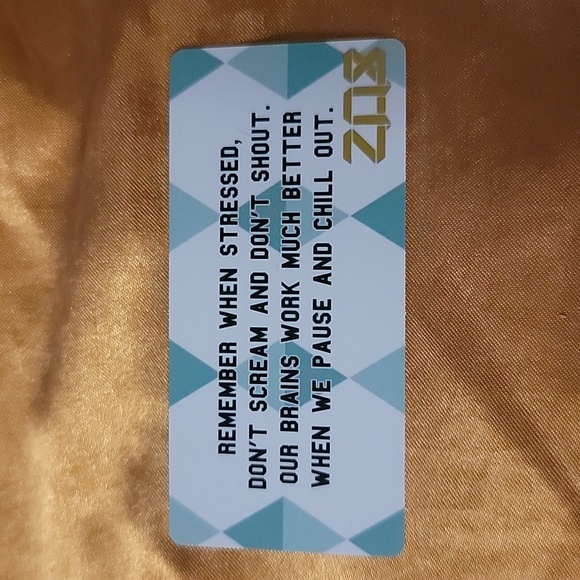 REMEMBER WHEN STRESSED,
DON'T SCREAM AND DON'T SHOUT.
OUR BRAINS WORK MUCH BETTER
WHEN WE PAUSE AND CHILL OUT.